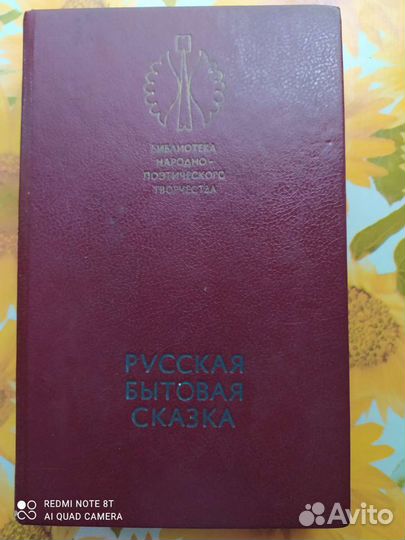 БИБЛИОТЕКА
НАРОДНО-
ПОЭТИЧЕСКОГО
ТВОРЧЕСТВА
РУССКАЯ
БЫТОВАЯ
СКАЗКА
REDMI NOTE 8T
AI QUAD CAMERA
Avito